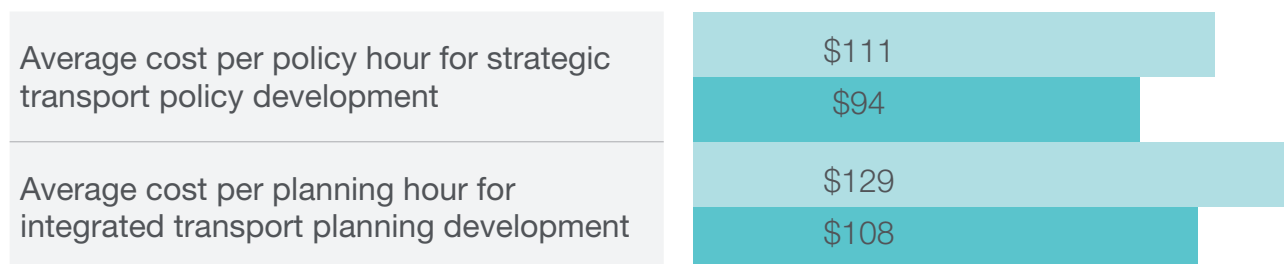 Average cost per policy hour for strategic
transport policy development
$111
$94
Average cost per planning hour for
integrated transport planning development
$129
$108